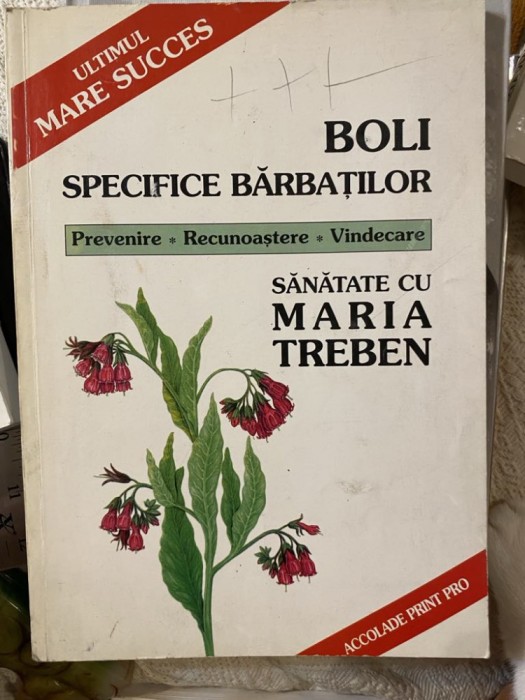 ULTIMUL
MARE SUCCES
BOLI
SPECIFICE BĂRBAȚILOR
Prevenire * Recunoaștere * Vindecare
SĂNĂTATE CU
MARIA
TREBEN
ACCOLADE PRINT PRO